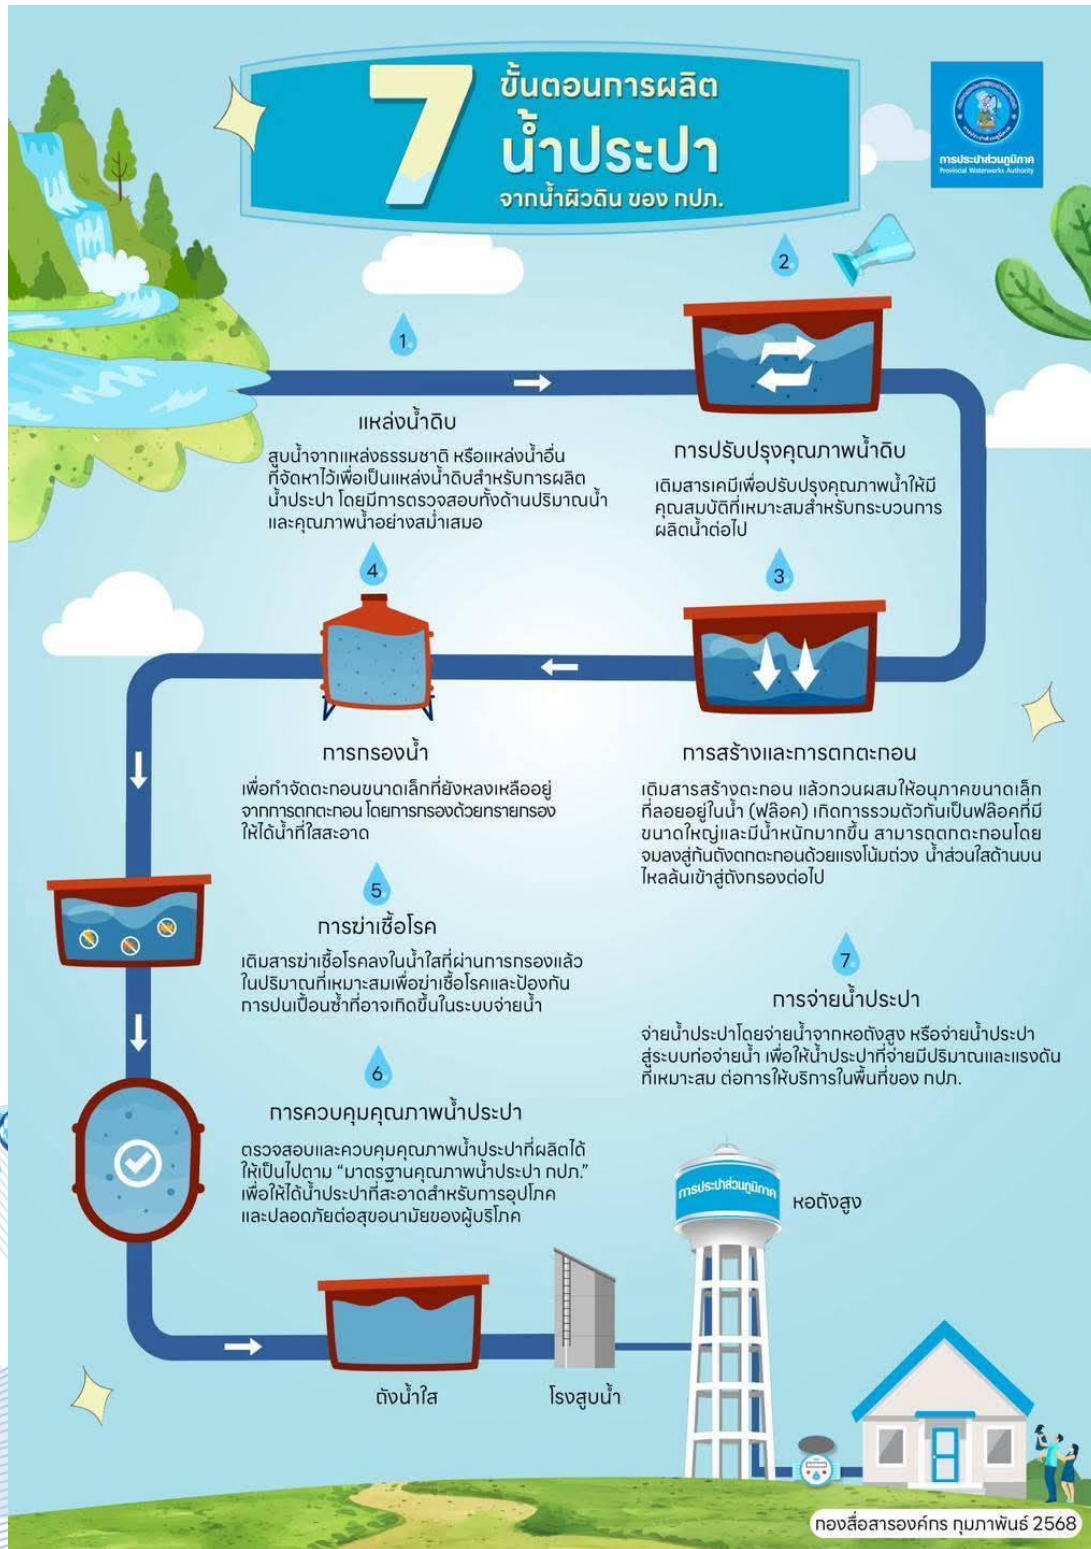 7
ขั้นตอนการผลิต
น้ำประปา
จากน้ำผิวดิน ของ กปภ.
การประปาส่วนภูมิภาค
Provincial Waterworks Authority
1.
แหล่งน้ำดิบ
สูบน้ำจากแหล่งธรรมชาติ หรือแหล่งน้ำอื่น
ที่จัดหาไว้เพื่อเป็นแหล่งน้ำดิบสำหรับการผลิต
น้ำประปา โดยมีการตรวจสอบทั้งด้านปริมาณน้ำ
และคุณภาพน้ำอย่างสม่ำเสมอ
2.
การปรับปรุงคุณภาพน้ำดิบ
เติมสารเคมีเพื่อปรับปรุงคุณภาพน้ำให้มี
คุณสมบัติที่เหมาะสมสำหรับกระบวนการ
ผลิตน้ำต่อไป
3.
การสร้างและการตกตะกอน
เติมสารสร้างตะกอน แล้วกวนผสมให้อนุภาคขนาดเล็ก
ที่ลอยอยู่ในน้ำ (ฟล๊อค) เกิดการรวมตัวกันเป็นฟล๊อคที่มี
ขนาดใหญ่และมีน้ำหนักมากขึ้น สามารถตกตะกอนโดย
จมลงสู่ก้นถังตกตะกอนด้วยแรงโน้มถ่วง น้ำส่วนใสด้านบน
ไหลล้นเข้าสู่ถังกรองต่อไป
4.
การกรองน้ำ
เพื่อกำจัดตะกอนขนาดเล็กที่ยังหลงเหลืออยู่
จากการตกตะกอน โดยการกรองด้วยทรายกรอง
ให้ได้น้ำที่ใสสะอาด
5.
การฆ่าเชื้อโรค
เติมสารฆ่าเชื้อโรคลงในน้ำใสที่ผ่านการกรองแล้ว
ในปริมาณที่เหมาะสมเพื่อฆ่าเชื้อโรคและป้องกัน
การปนเปื้อนซ้ำที่อาจเกิดขึ้นในระบบจ่ายน้ำ
6.
การควบคุมคุณภาพน้ำประปา
ตรวจสอบและควบคุมคุณภาพน้ำประปาที่ผลิตได้
ให้เป็นไปตาม “มาตรฐานคุณภาพน้ำประปา กปภ.”
เพื่อให้ได้น้ำประปาที่สะอาดสำหรับการอุปโภค
และปลอดภัยต่อสุขอนามัยของผู้บริโภค
7.
การจ่ายน้ำประปา
จ่ายน้ำประปาโดยจ่ายน้ำจากหอถังสูง หรือจ่ายน้ำประปา
สู่ระบบท่อจ่ายน้ำ เพื่อให้น้ำประปาที่จ่ายมีปริมาณและแรงดัน
ที่เหมาะสม ต่อการให้บริการในพื้นที่ของ กปภ.
การประปาส่วนภูมิภาค
หอถังสูง
ถังน้ำใส
โรงสูบน้ำ
กองสื่อสารองค์กร กุมภาพันธ์ 2568